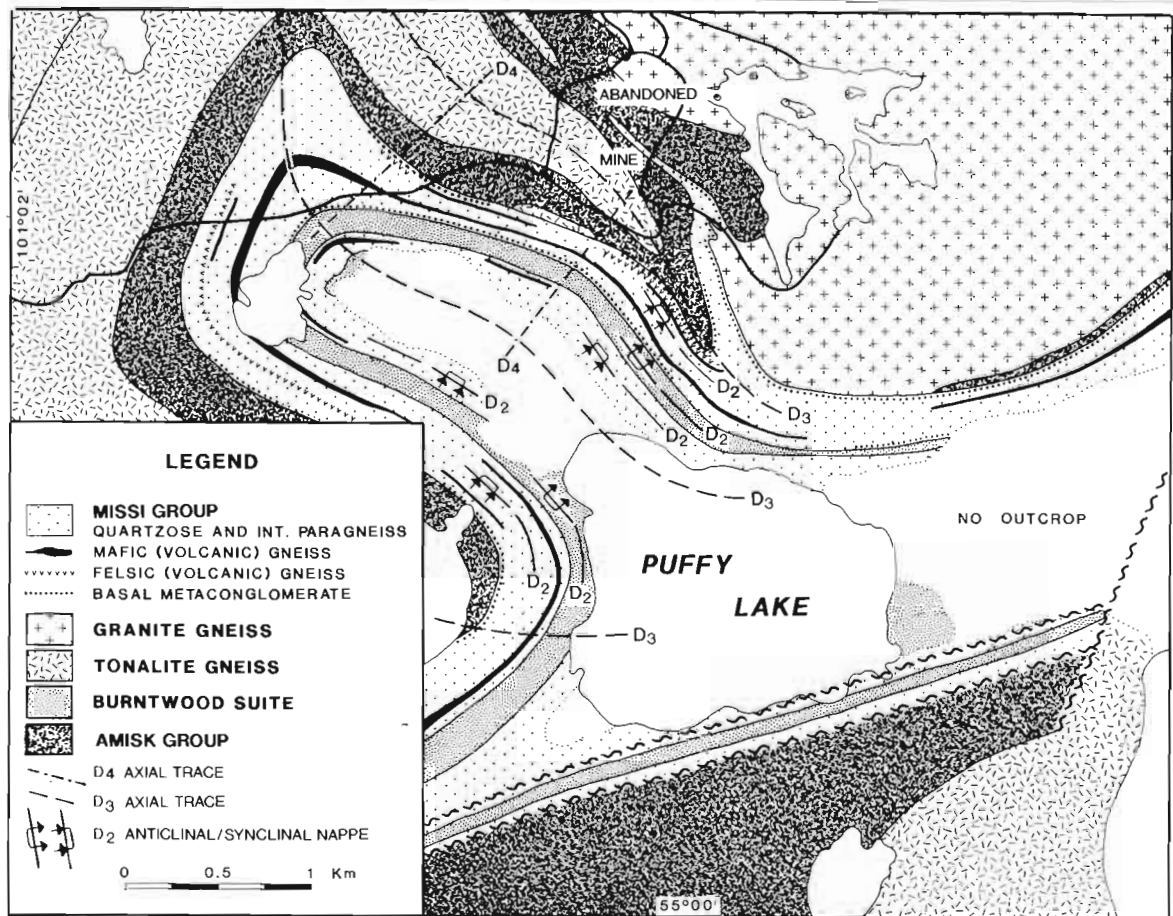 D4
ABANDONED
MINE
101°02
D4
D2
D2
D3
D2
D2
D3
NO OUTCROP
PUFFY
LAKE
D2
D2
D3
LEGEND
MISSI GROUP
QUARTZOSE AND INT. PARAGNEISS
MAFIC (VOLCANIC) GNEISS
FELSIC (VOLCANIC) GNEISS
BASAL METACONGLOMERATE
GRANITE GNEISS
TONALITE GNEISS
BURNTWOOD SUITE
AMISK GROUP
D4 AXIAL TRACE
D3 AXIAL TRACE
D2 ANTICLINAL/SYNCLINAL NAPPE
0 0.5 1 Km
55°00'